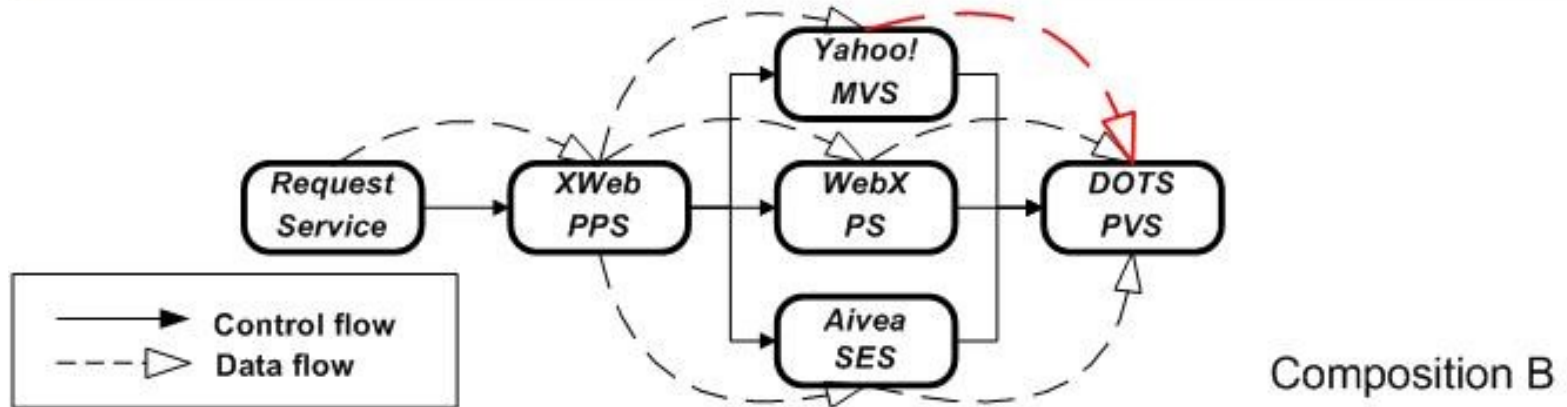 Yahoo!
MVS
Request
Service
XWeb
PPS
WebX
PS
DOTS
PVS
Aivea
SES
Control flow
Data flow
Composition B